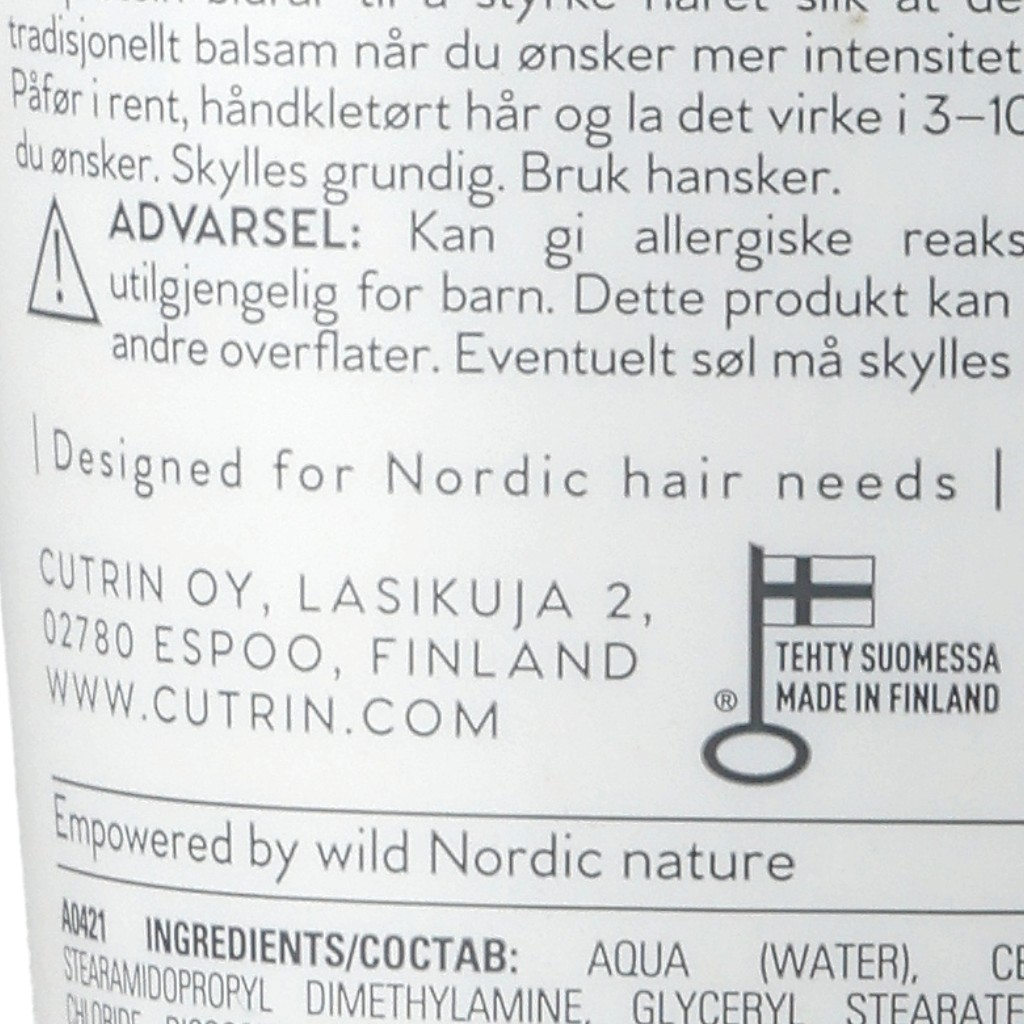 tradisjonellt balsam når du ønsker mer intensitet
Påfør i rent, håndkletørt hår og la det virke i 3–10
du ønsker. Skylles grundig. Bruk hansker.
ADVARSEL: Kan gi allergiske reaks
utilgjengelig for barn. Dette produkt kan
andre overflater. Eventuelt søl må skylles
| Designed for Nordic hair needs |
CUTRIN OY, LASIKUJA 2,
02780 ESPOO, FINLAND
WWW.CUTRIN.COM
® TEHTY SUOMESSA
MADE IN FINLAND
Empowered by wild Nordic nature
A0421 INGREDIENTS/COCTAB: AQUA (WATER), CE
STEARAMIDOPROPYL DIMETHYLAMINE, GLYCERYL STEARATE